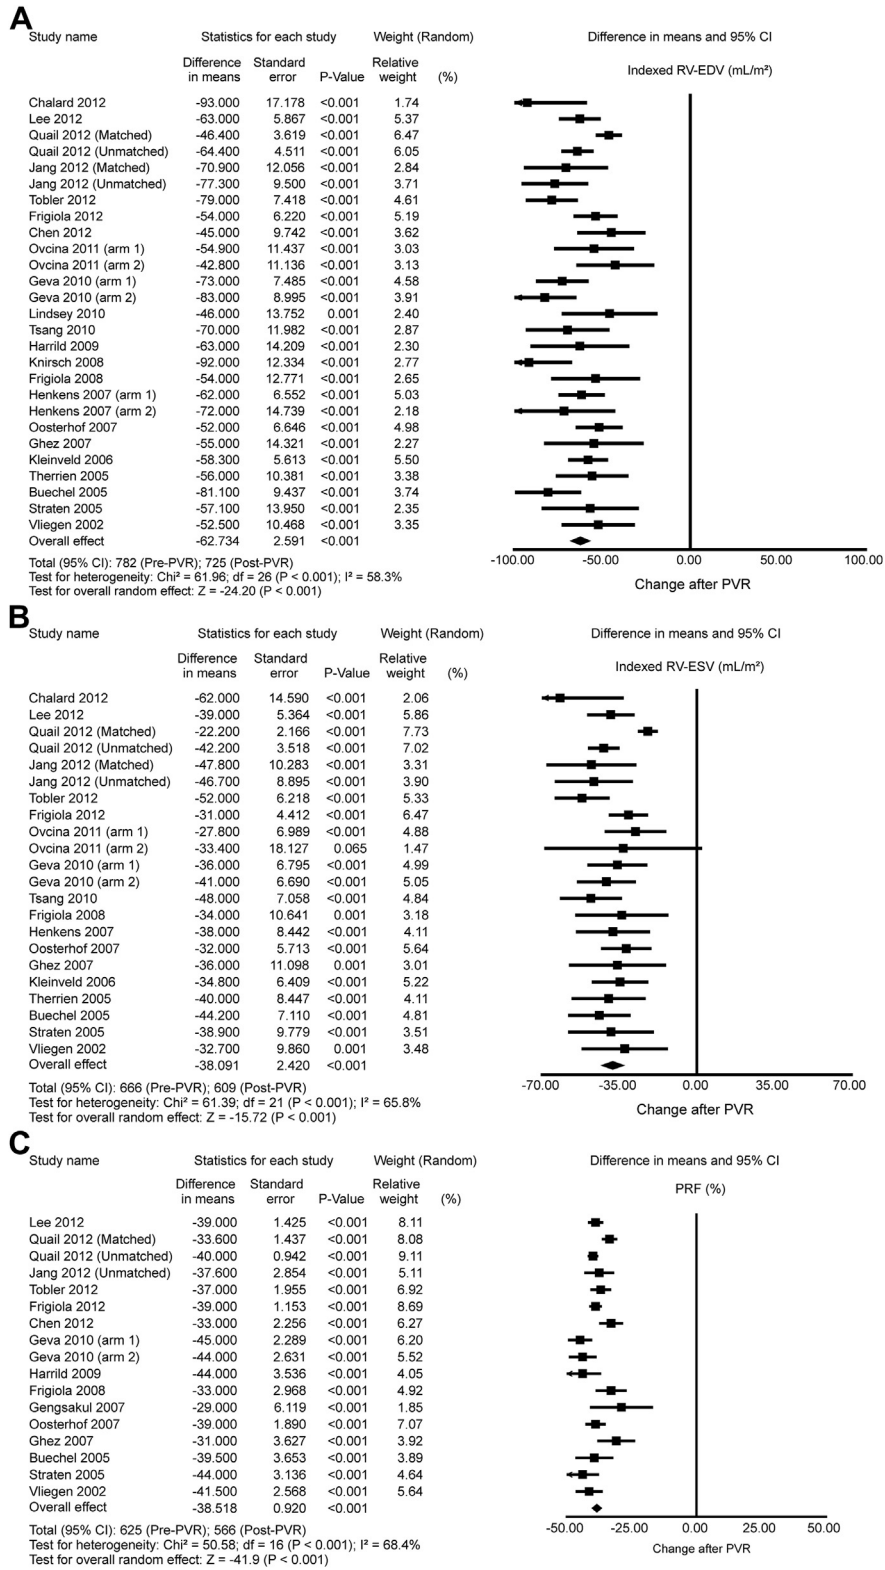 A
Study name Statistics for each study Weight (Random) Difference in means and 95% CI
Difference in means Standard error P-Value Relative weight (%) Indexed RV-EDV (mL/m²)
Chalard 2012 -93.000 17.178 <0.001 1.74
Lee 2012 -63.000 5.867 <0.001 5.37
Quail 2012 (Matched) -46.400 3.619 <0.001 6.47
Quail 2012 (Unmatched) -64.400 4.511 <0.001 6.05
Jang 2012 (Matched) -70.900 12.056 <0.001 2.84
Jang 2012 (Unmatched) -77.300 9.500 <0.001 3.71
Tobler 2012 -79.000 7.418 <0.001 4.61
Frigiola 2012 -54.000 6.220 <0.001 5.19
Chen 2012 -45.000 9.742 <0.001 3.62
Ovcina 2011 (arm 1) -54.900 11.437 <0.001 3.03
Ovcina 2011 (arm 2) -42.800 11.136 <0.001 3.13
Geva 2010 (arm 1) -73.000 7.485 <0.001 4.58
Geva 2010 (arm 2) -83.000 8.995 <0.001 3.91
Lindsey 2010 -46.000 13.752 0.001 2.40
Tsang 2010 -70.000 11.982 <0.001 2.87
Harrild 2009 -63.000 14.209 <0.001 2.30
Knirsch 2008 -92.000 12.334 <0.001 2.77
Frigiola 2008 -54.000 12.771 <0.001 2.65
Henkens 2007 (arm 1) -62.000 6.552 <0.001 5.03
Henkens 2007 (arm 2) -72.000 14.739 <0.001 2.18
Oosterhof 2007 -52.000 6.646 <0.001 4.98
Ghez 2007 -55.000 14.321 <0.001 2.27
Kleinveld 2006 -58.300 5.613 <0.001 5.50
Therrien 2005 -56.000 10.381 <0.001 3.38
Buechel 2005 -81.100 9.437 <0.001 3.74
Straten 2005 -57.100 13.950 <0.001 2.35
Vliegen 2002 -52.500 10.468 <0.001 3.35
Overall effect -62.734 2.591 <0.001
-100.00 -50.00 0.00 50.00 100.00
Total (95% CI): 782 (Pre-PVR); 725 (Post-PVR)
Test for heterogeneity: Chi² = 61.96; df = 26 (P < 0.001); I² = 58.3%
Test for overall random effect: Z = -24.20 (P < 0.001)
Change after PVR
B
Study name Statistics for each study Weight (Random) Difference in means and 95% CI
Difference in means Standard error P-Value Relative weight (%) Indexed RV-ESV (mL/m²)
Chalard 2012 -62.000 14.590 <0.001 2.06
Lee 2012 -39.000 5.364 <0.001 5.86
Quail 2012 (Matched) -22.200 2.166 <0.001 7.73
Quail 2012 (Unmatched) -42.200 3.518 <0.001 7.02
Jang 2012 (Matched) -47.800 10.283 <0.001 3.31
Jang 2012 (Unmatched) -46.700 8.895 <0.001 3.90
Tobler 2012 -52.000 6.218 <0.001 5.33
Frigiola 2012 -31.000 4.412 <0.001 6.47
Ovcina 2011 (arm 1) -27.800 6.989 <0.001 4.88
Ovcina 2011 (arm 2) -33.400 18.127 0.065 1.47
Geva 2010 (arm 1) -36.000 6.795 <0.001 4.99
Geva 2010 (arm 2) -41.000 6.690 <0.001 5.05
Tsang 2010 -48.000 7.058 <0.001 4.84
Frigiola 2008 -34.000 10.641 0.001 3.18
Henkens 2007 -38.000 8.442 <0.001 4.11
Oosterhof 2007 -32.000 5.713 <0.001 5.64
Ghez 2007 -36.000 11.098 0.001 3.01
Kleinveld 2006 -34.800 6.409 <0.001 5.22
Therrien 2005 -40.000 8.447 <0.001 4.11
Buechel 2005 -44.200 7.110 <0.001 4.81
Straten 2005 -38.900 9.779 <0.001 3.51
Vliegen 2002 -32.700 9.860 0.001 3.48
Overall effect -38.091 2.420 <0.001
-70.00 -35.00 0.00 35.00 70.00
Total (95% CI): 666 (Pre-PVR); 609 (Post-PVR)
Test for heterogeneity: Chi² = 61.39; df = 21 (P < 0.001); I² = 65.8%
Test for overall random effect: Z = -15.72 (P < 0.001)
Change after PVR
C
Study name Statistics for each study Weight (Random) Difference in means and 95% CI
Difference in means Standard error P-Value Relative weight (%) PRF (%)
Lee 2012 -39.000 1.425 <0.001 8.11
Quail 2012 (Matched) -33.600 1.437 <0.001 8.08
Quail 2012 (Unmatched) -40.000 0.942 <0.001 9.11
Jang 2012 (Unmatched) -37.600 2.854 <0.001 5.11
Tobler 2012 -37.000 1.955 <0.001 6.92
Frigiola 2012 -39.000 1.153 <0.001 8.69
Chen 2012 -33.000 2.256 <0.001 6.27
Geva 2010 (arm 1) -45.000 2.289 <0.001 6.20
Geva 2010 (arm 2) -44.000 2.631 <0.001 5.52
Harrild 2009 -44.000 3.536 <0.001 4.05
Frigiola 2008 -33.000 2.968 <0.001 4.92
Gengsakul 2007 -29.000 6.119 <0.001 1.85
Oosterhof 2007 -39.000 1.890 <0.001 7.07
Ghez 2007 -31.000 3.627 <0.001 3.92
Buechel 2005 -39.500 3.653 <0.001 3.89
Straten 2005 -44.000 3.136 <0.001 4.64
Vliegen 2002 -41.500 2.568 <0.001 5.64
Overall effect -38.518 0.920 <0.001
-50.00 -25.00 0.00 25.00 50.00
Total (95% CI): 625 (Pre-PVR); 566 (Post-PVR)
Test for heterogeneity: Chi² = 50.58; df = 16 (P < 0.001); I² = 68.4%
Test for overall random effect: Z = -41.9 (P < 0.001)
Change after PVR